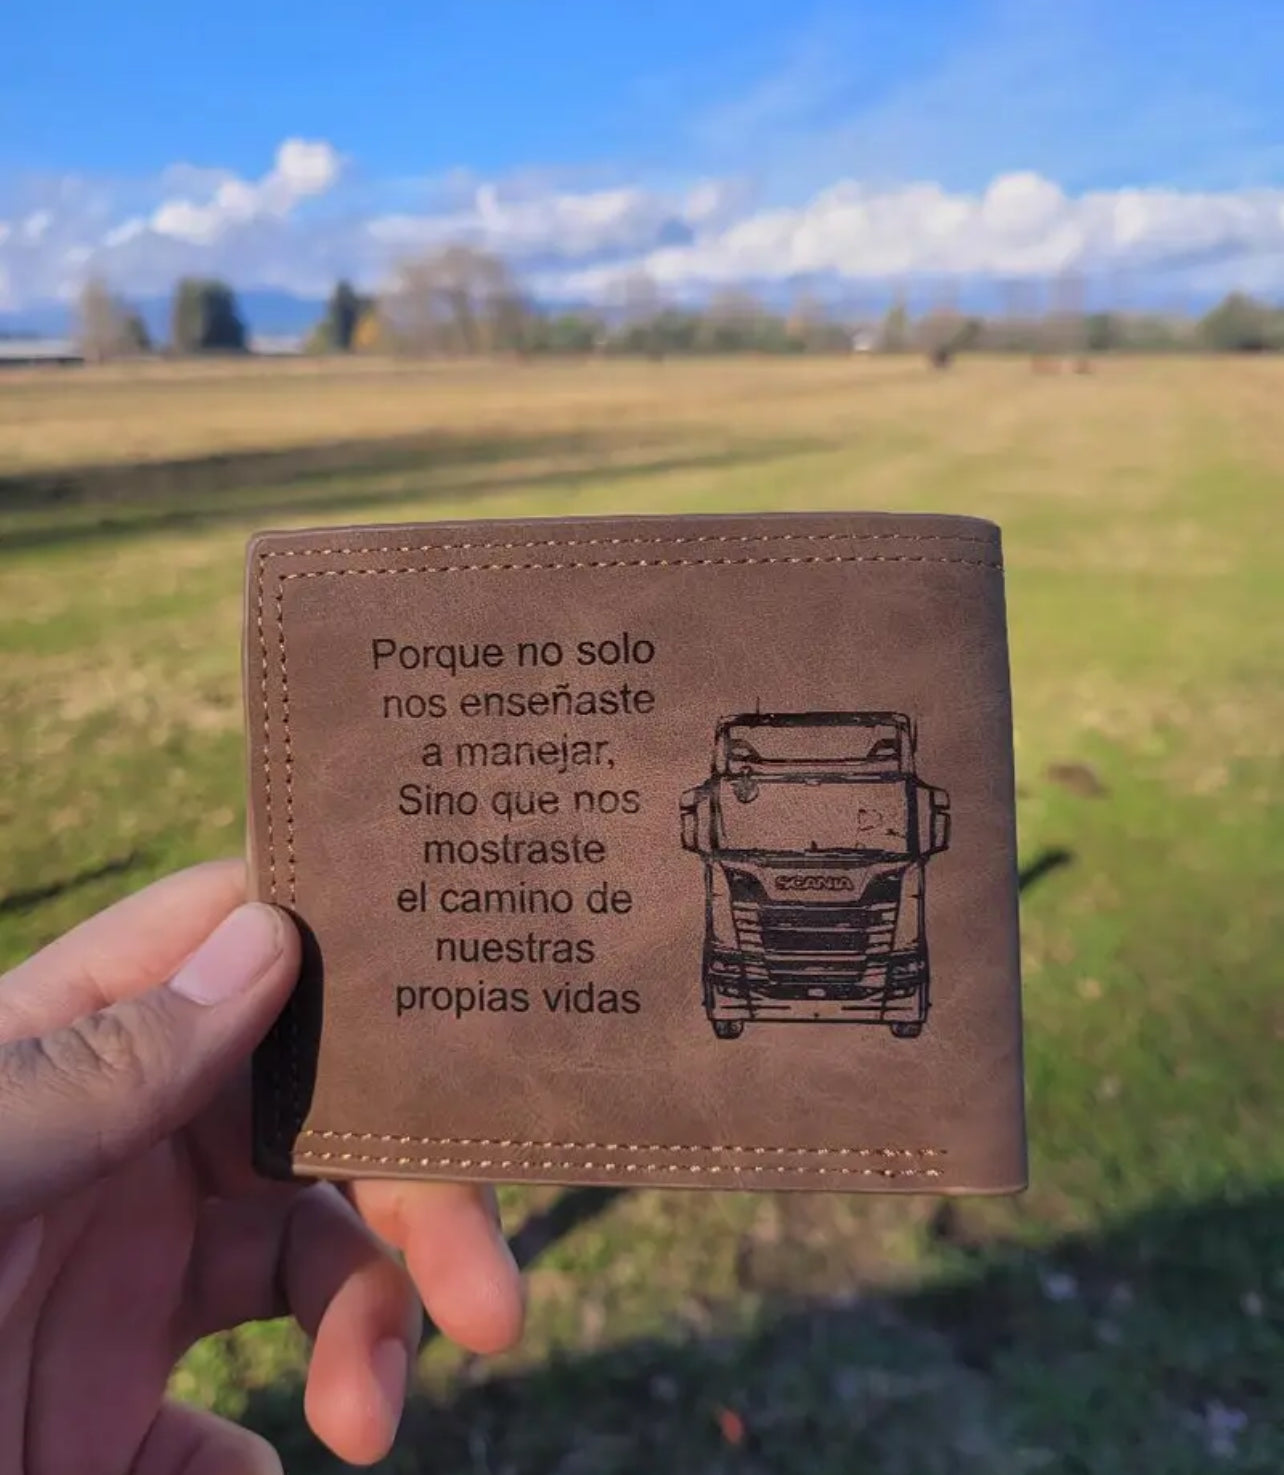 Porque no solo
nos enseñaste
a manejar,
Sino que nos
mostraste
el camino de
nuestras
propias vidas
SCANIA